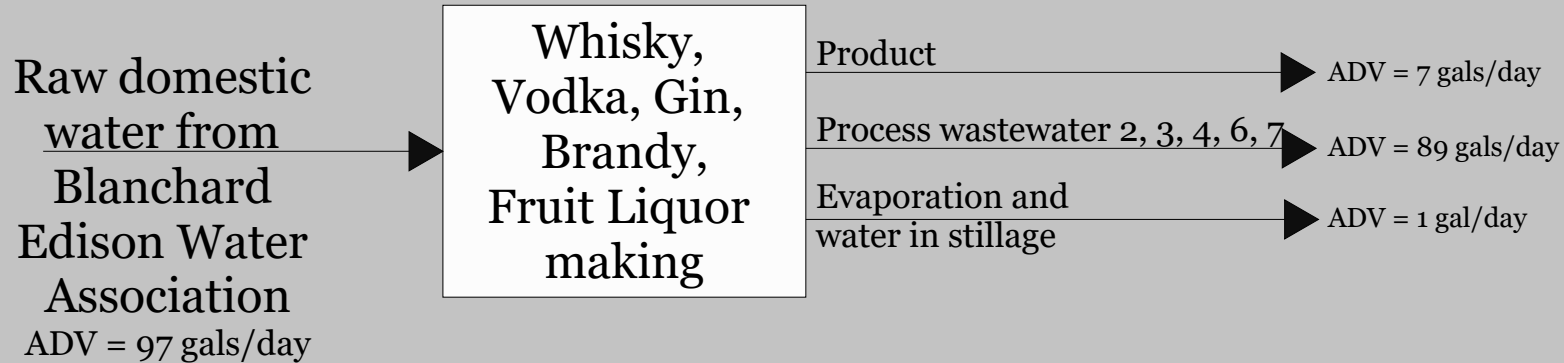 Raw domestic
water from
Blanchard
Edison Water
Association
ADV = 97 gals/day
Whisky,
Vodka, Gin,
Brandy,
Fruit Liquor
making
Product
ADV = 7 gals/day
Process wastewater 2, 3, 4, 6, 7
ADV = 89 gals/day
Evaporation and
water in stillage
ADV = 1 gal/day